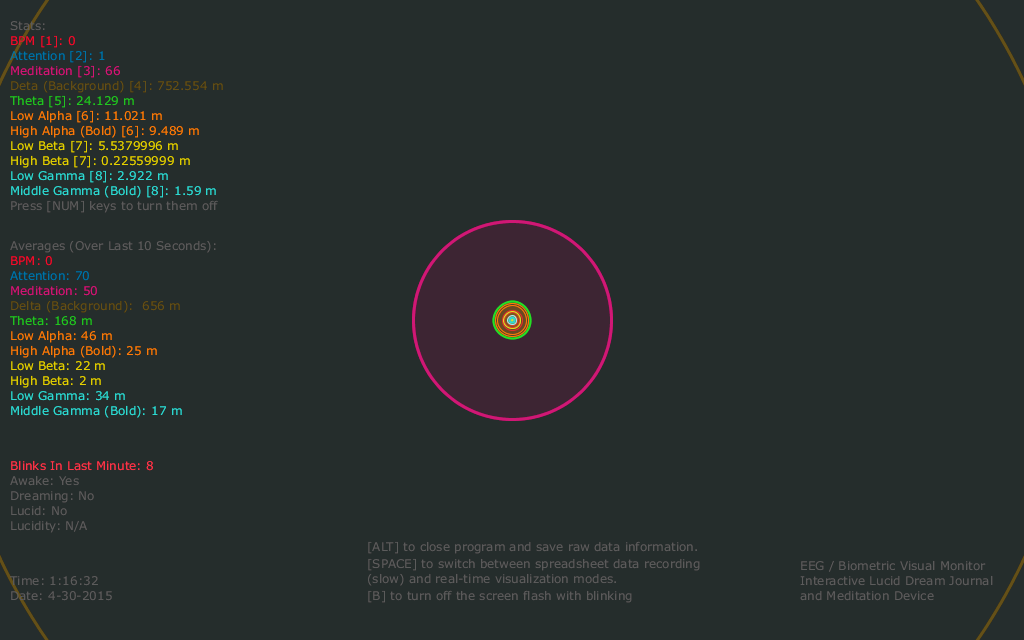 Stats:
BPM [1]: 0
Attention [2]: 1
Meditation [3]: 66
Deta (Background) [4]: 752.554 m
Theta [5]: 24.129 m
Low Alpha [6]: 11.021 m
High Alpha (Bold) [6]: 9.489 m
Low Beta [7]: 5.5379996 m
High Beta [7]: 0.22559999 m
Low Gamma [8]: 2.922 m
Middle Gamma (Bold) [8]: 1.59 m
Press [NUM] keys to turn them off
Averages (Over Last 10 Seconds):
BPM: 0
Attention: 70
Meditation: 50
Delta (Background):  656 m
Theta: 168 m
Low Alpha: 46 m
High Alpha (Bold): 25 m
Low Beta: 22 m
High Beta: 2 m
Low Gamma: 34 m
Middle Gamma (Bold): 17 m
Blinks In Last Minute: 8
Awake: Yes
Dreaming: No
Lucid: No
Lucidity: N/A
Time: 1:16:32
Date: 4-30-2015
[ALT] to close program and save raw data information.
[SPACE] to switch between spreadsheet data recording
(slow) and real-time visualization modes.
[B] to turn off the screen flash with blinking
EEG / Biometric Visual Monitor
Interactive Lucid Dream Journal
and Meditation Device